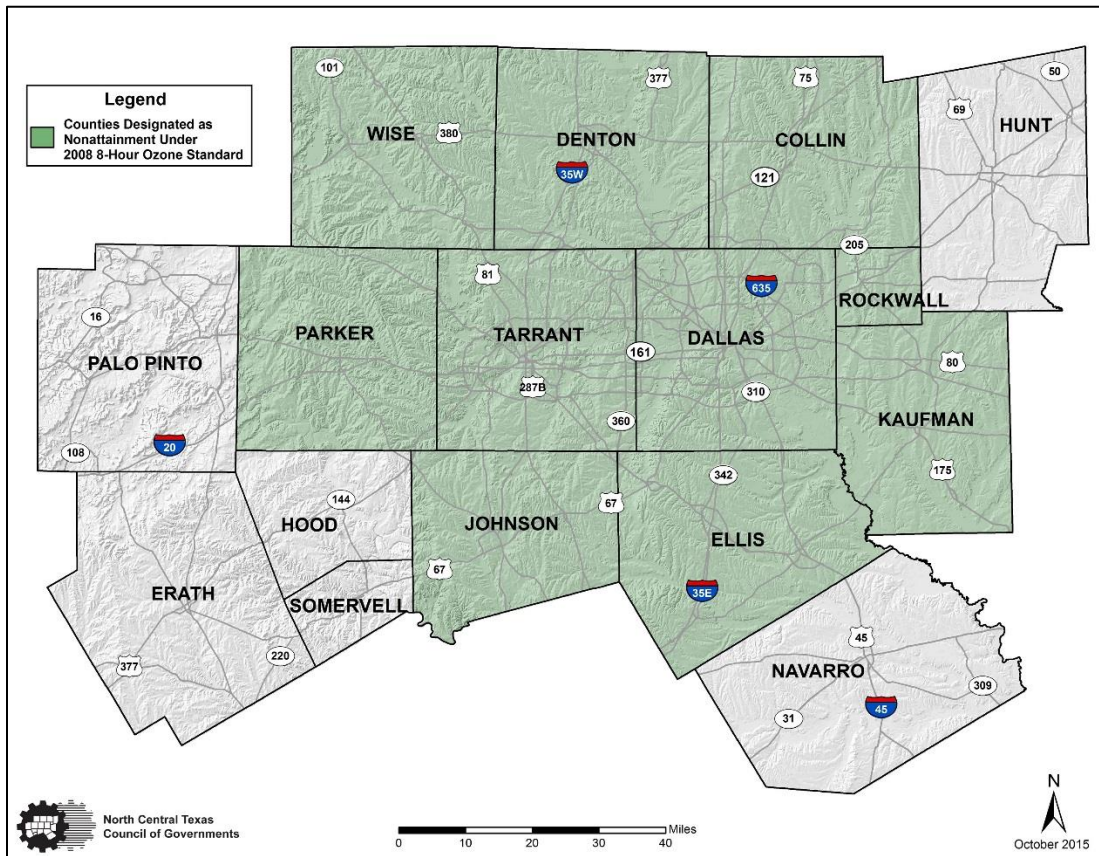 Legend
Counties Designated as
Nonattainment Under
2008 8-Hour Ozone Standard
101
377
75
50
69
HUNT
WISE
380
DENTON
COLLIN
35W
121
205
81
635
ROCKWALL
16
PARKER
TARRANT
DALLAS
161
PALO PINTO
80
287B
310
360
KAUFMAN
108
20
175
342
144
67
HOOD
JOHNSON
ELLIS
67
ERATH
SOMERVELL
35E
45
220
377
NAVARRO
309
45
31
North Central Texas
Council of Governments
0 10 20 30 40
Miles
N
October 2015